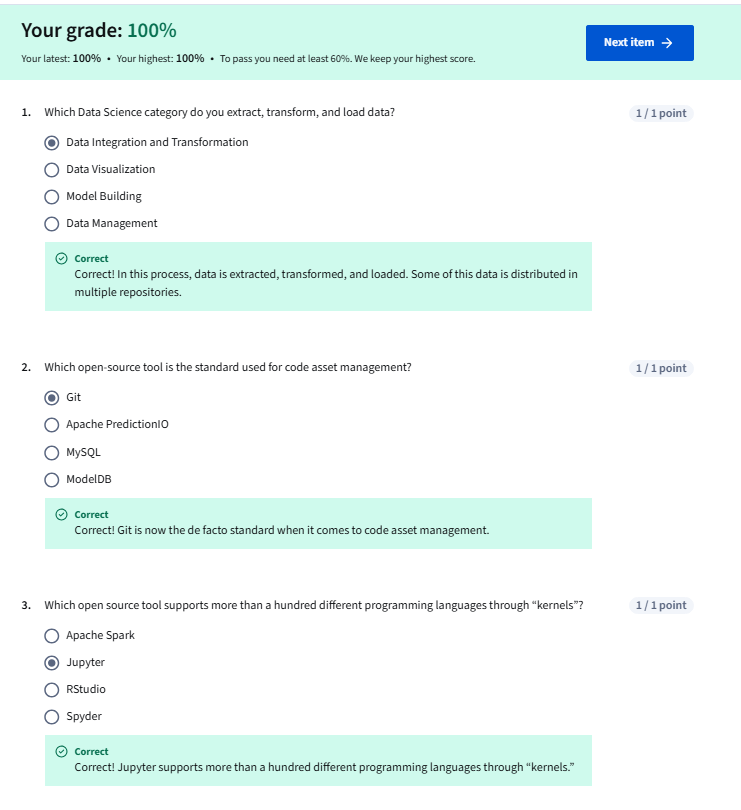 Your grade: 100%
Next item →
Your latest: 100% • Your highest: 100% • To pass you need at least 60%. We keep your highest score.
1. Which Data Science category do you extract, transform, and load data?
1 / 1 point
Data Integration and Transformation
Data Visualization
Model Building
Data Management
Correct
Correct! In this process, data is extracted, transformed, and loaded. Some of this data is distributed in
multiple repositories.
2. Which open-source tool is the standard used for code asset management?
1 / 1 point
Git
Apache PredictionIO
MySQL
ModelDB
Correct
Correct! Git is now the de facto standard when it comes to code asset management.
3. Which open source tool supports more than a hundred different programming languages through “kernels”?
1 / 1 point
Apache Spark
Jupyter
RStudio
Spyder
Correct
Correct! Jupyter supports more than a hundred different programming languages through “kernels.”